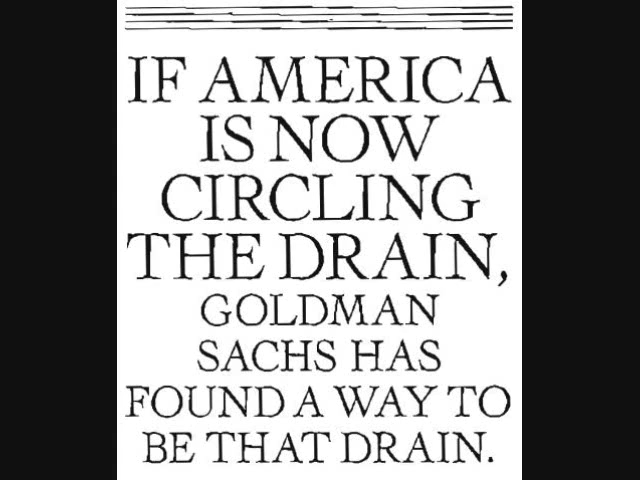 IF AMERICA
IS NOW
CIRCLING
THE DRAIN,
GOLDMAN
SACHS HAS
FOUND A WAY TO
BE THAT DRAIN.